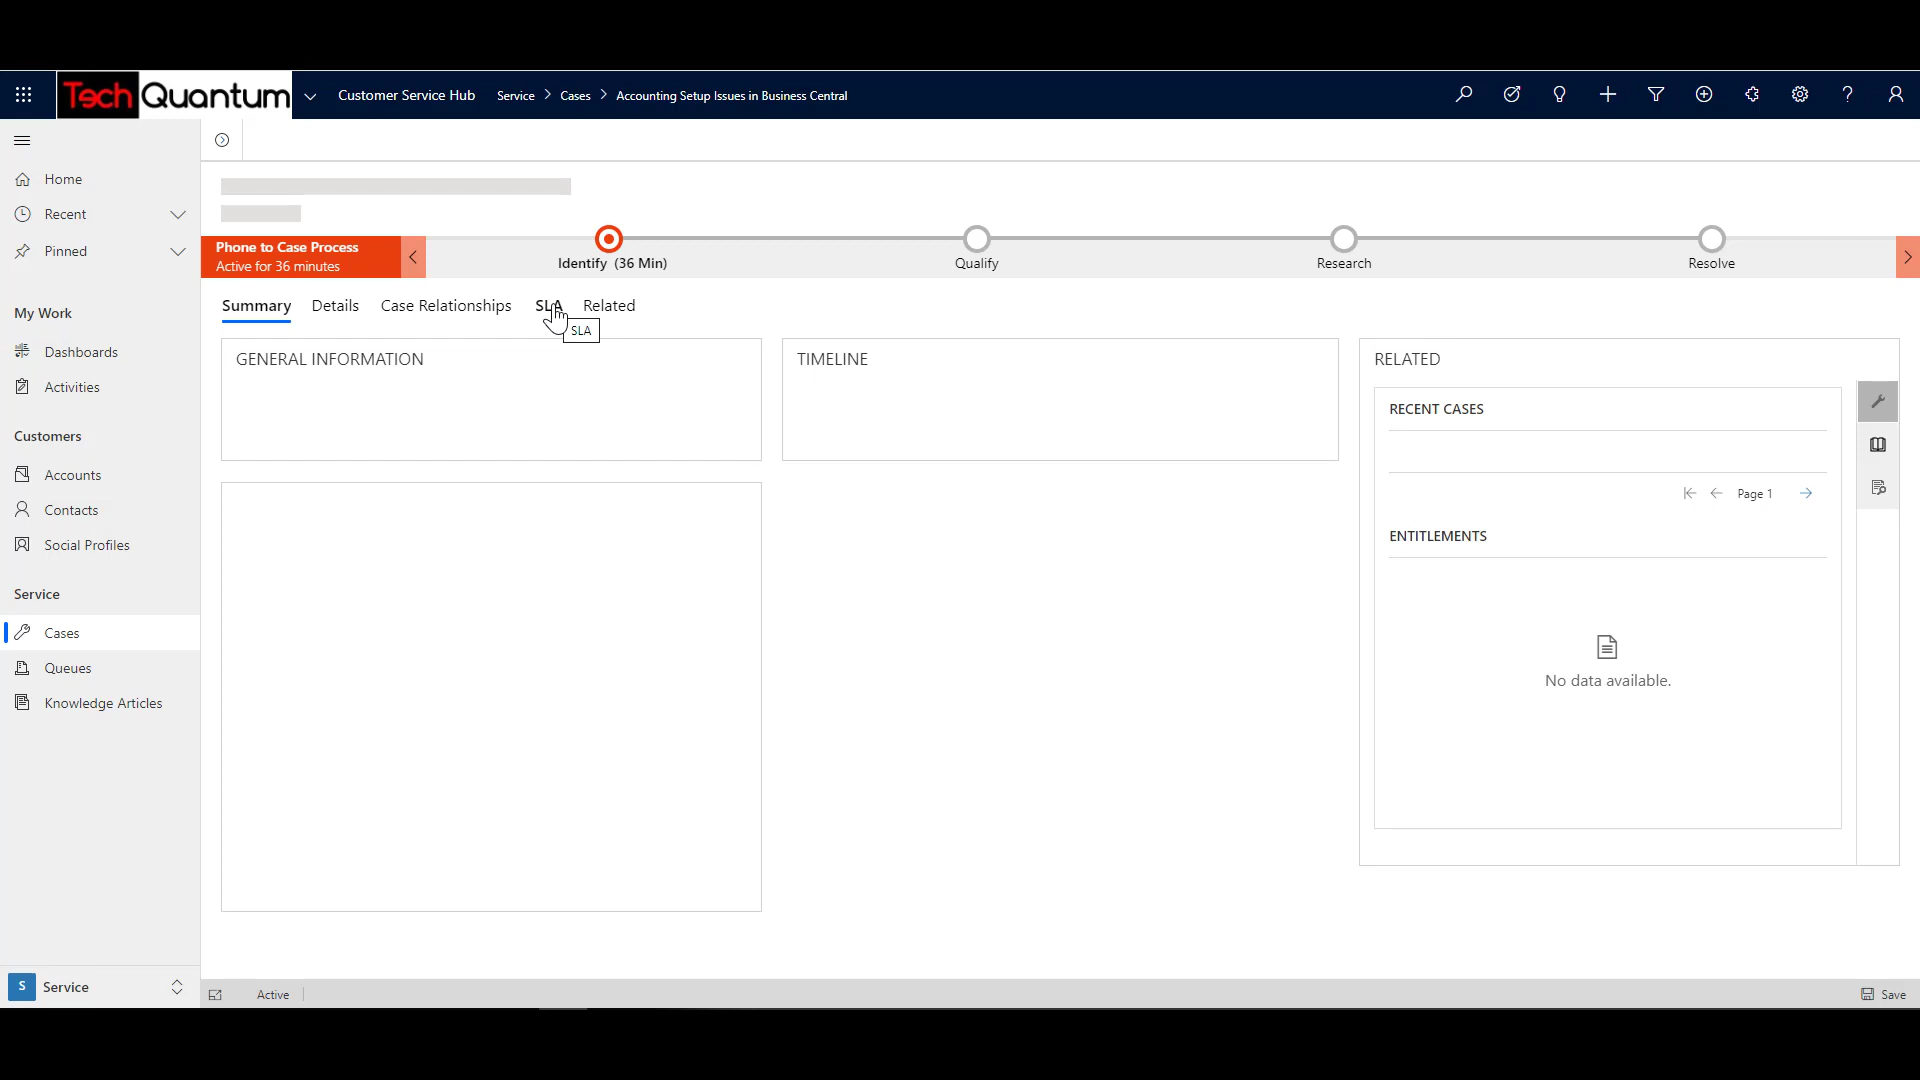 Tech Quantum
Customer Service Hub
Service > Cases > Accounting Setup Issues in Business Central
Home
Recent
Pinned
My Work
Dashboards
Activities
Customers
Accounts
Contacts
Social Profiles
Service
Cases
Queues
Knowledge Articles
S Service
Phone to Case Process
Active for 36 minutes
Identify (36 Min)
Qualify
Research
Resolve
Summary Details Case Relationships SLA Related
SLA
GENERAL INFORMATION
TIMELINE
RELATED
RECENT CASES
Page 1
ENTITLEMENTS
No data available.
Active
Save